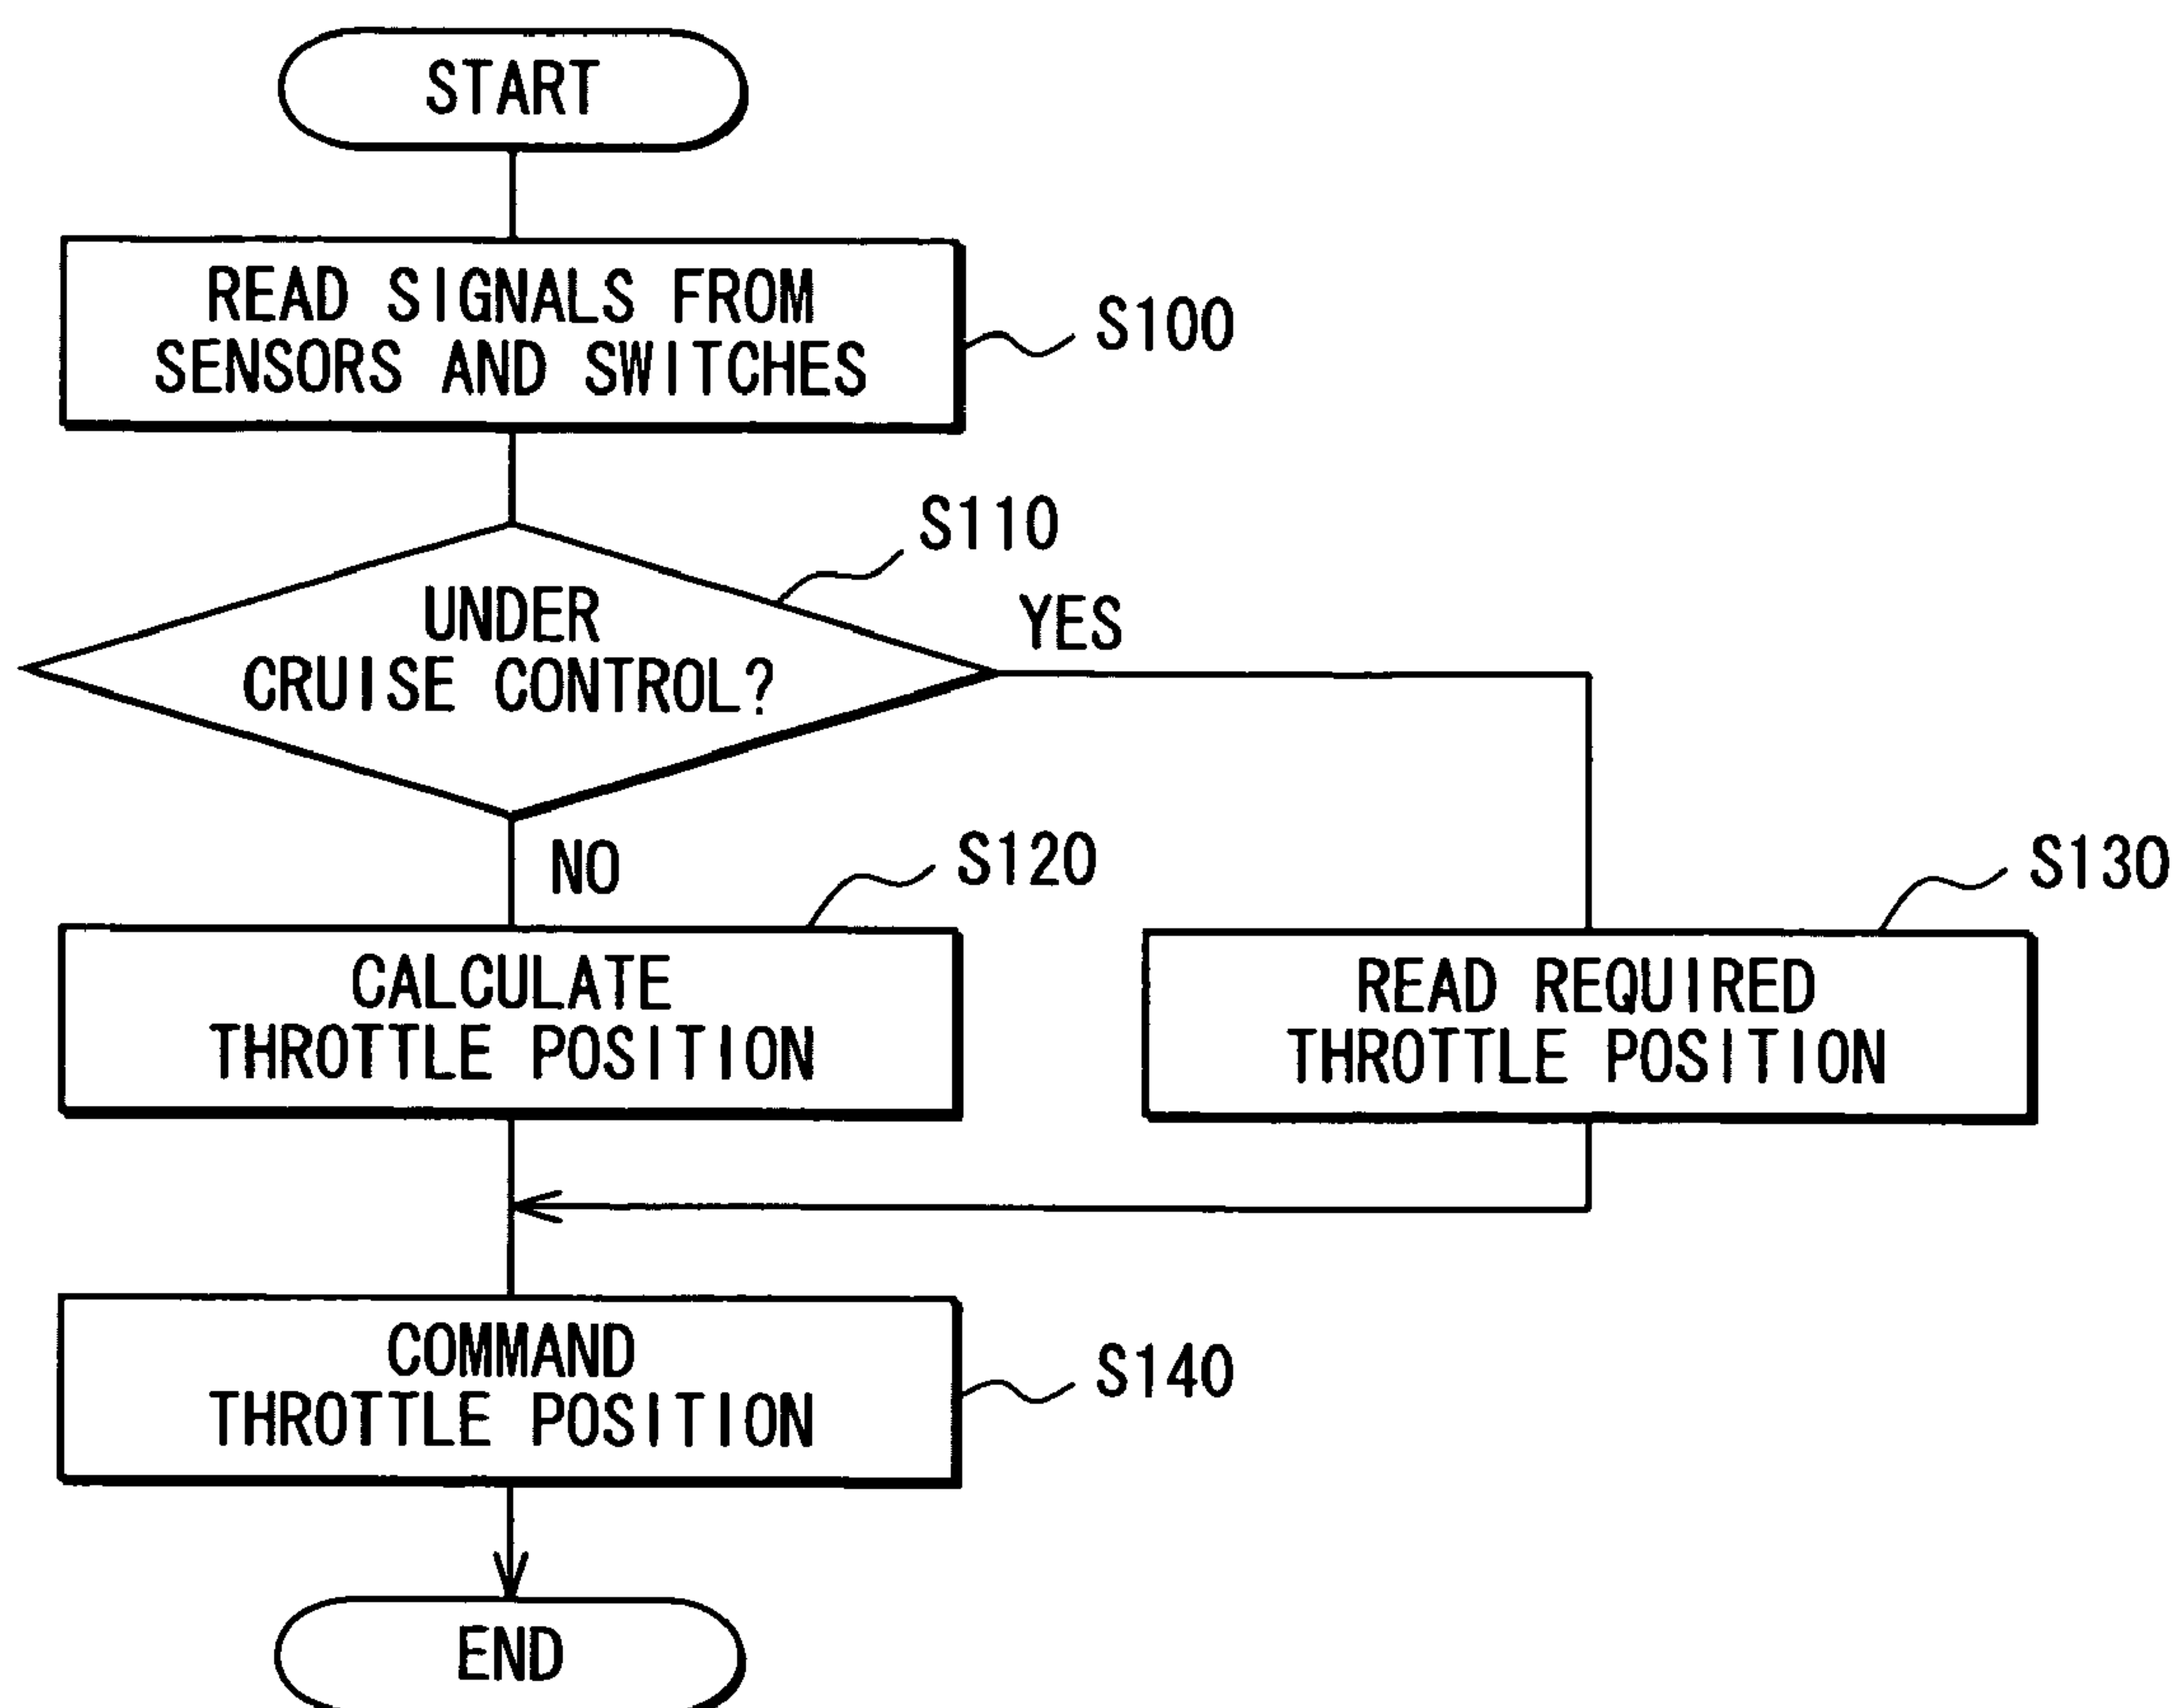 START
READ SIGNALS FROM
SENSORS AND SWITCHES
S100
S110
UNDER
CRUISE CONTROL?
YES
NO
S120
CALCULATE
THROTTLE POSITION
S130
READ REQUIRED
THROTTLE POSITION
COMMAND
THROTTLE POSITION
S140
END